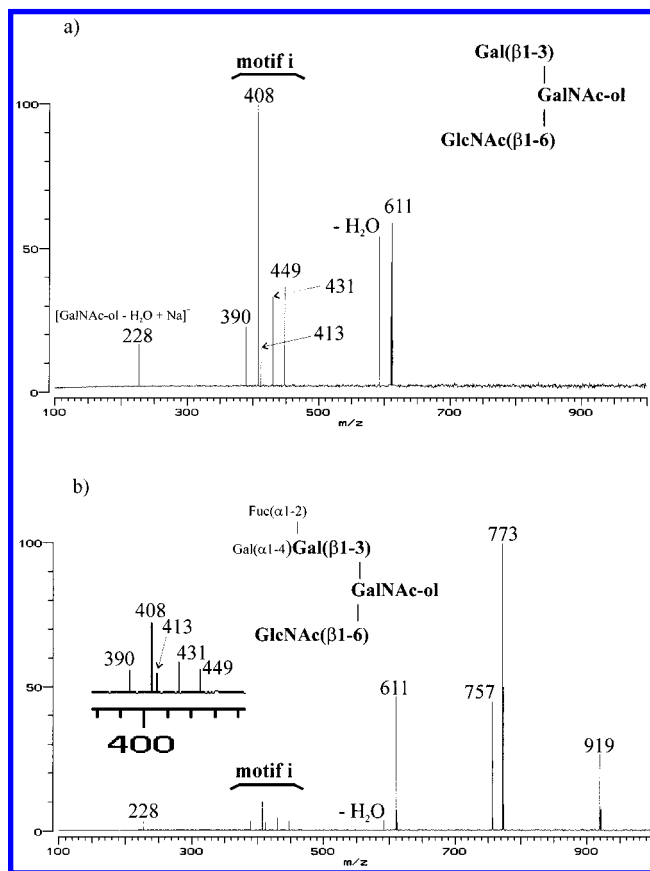 a)
motif i
Gal(β1-3)
GalNAc-ol
GlcNAc(β1-6)
100
408
611
- H₂O
50
449
431
[GalNAc-ol - H₂O + Na]⁺
390
413
228
0
100 300 500 700 900
m/z
b)
Fuc(α1-2)
Gal(α1-4)Gal(β1-3)
GalNAc-ol
GlcNAc(β1-6)
100
773
408
413
390
431
449
400
50
611
757
919
motif i
228
- H₂O
0
100 300 500 700 900
m/z